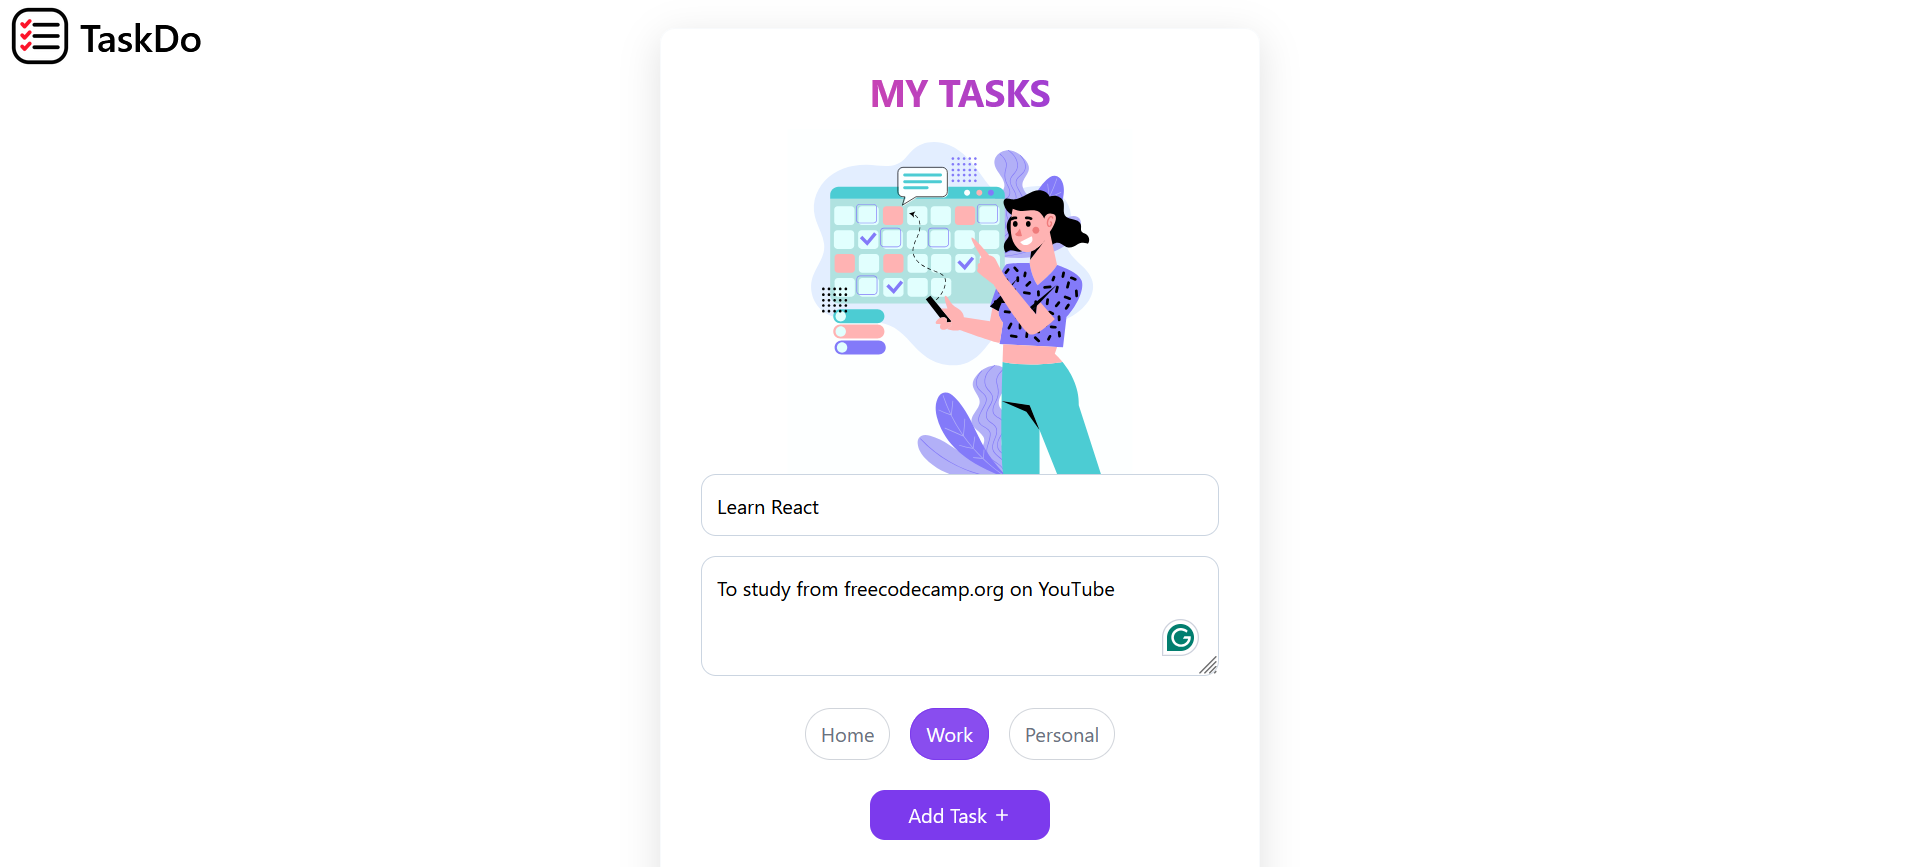 TaskDo
MY TASKS
Learn React
To study from freecodecamp.org on YouTube
Home
Work
Personal
Add Task +